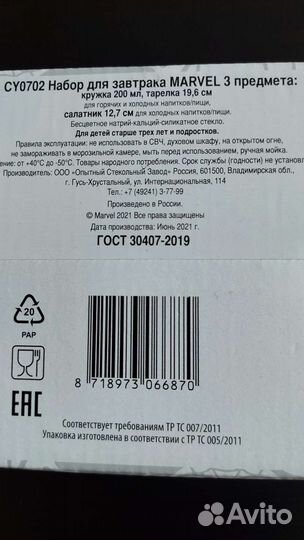 CY0702 Набор для завтрака MARVEL 3 предмета:
кружка 200 мл, тарелка 19,6 см
для горячих и холодных напитков/пищи,
салатник 12,7 см для холодных напитков/пищи.
Бесцветное натрий-кальций-силикатное стекло.
Для детей старше трех лет и подростков.
Правила эксплуатации: не использовать в СВЧ, духовом шкафу, на открытом огне,
не замораживать в морозильной камере, мыть перед использованием, ручная мойка.
ение: от +40°C до -50°C. Товары народного потребления. Срок службы (годности) не установл
Производитель: ООО «Опытный Стекольный Завод» Россия, 601500, Владимирская обл.,
г. Гусь-Хрустальный, ул. Интернациональная, 114
Тел.: +7 (49241) 3-77-99
Произведено в России.
© Marvel 2021 Все права защищены
Дата производства: Июнь 2021 г.
ГОСТ 30407-2019
20
PAP
8 718973 066870
EAC
Соответствует требованиям ТР ТС 007/2011
Упаковка изготовлена в соответствии с ТР ТС 005/2011
Avito